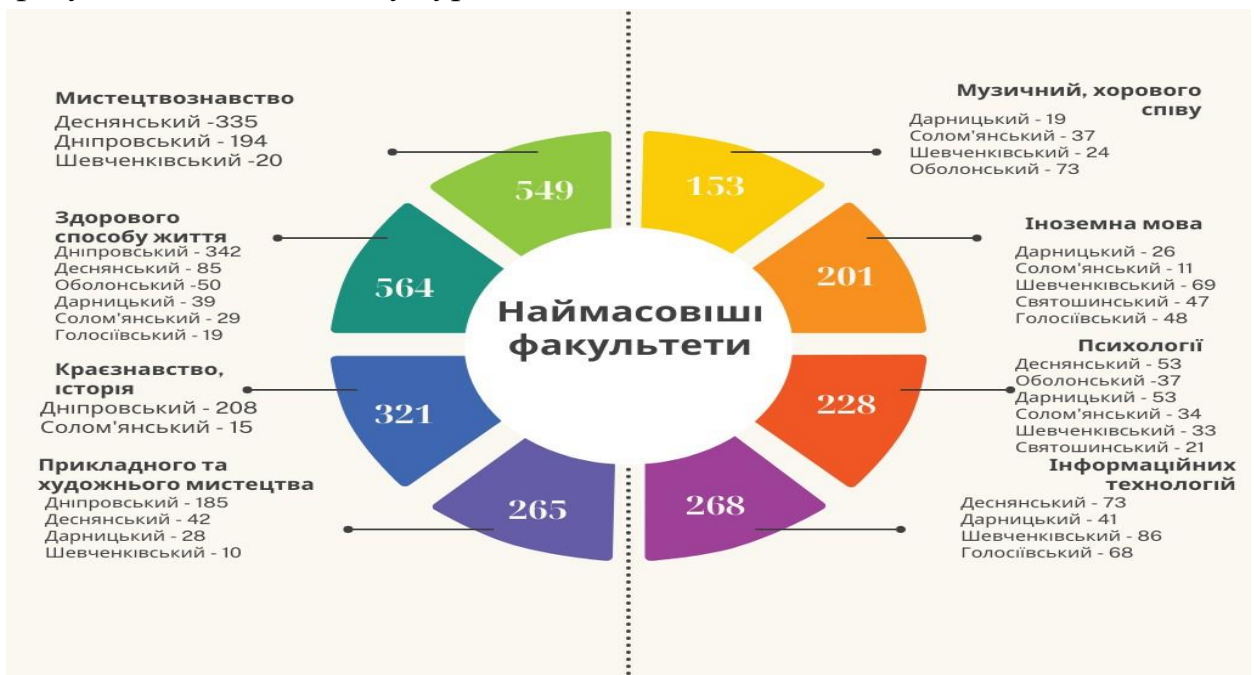 Мистецтвознавство
Деснянський -335
Дніпровський - 194
Шевченківський -20
549
Здорового
способу життя
Дніпровський - 342
Деснянський - 85
Оболонський -50
Дарницький - 39
Солом'янський - 29
Голосіївський - 19
564
Краєзнавство,
історія
Дніпровський - 208
Солом'янський - 15
321
Прикладного та
художнього мистецтва
Дніпровський - 185
Деснянський - 42
Дарницький - 28
Шевченківський - 10
265
Наймасовіші
факультети
Музичний, хорового
співу
Дарницький - 19
Солом'янський - 37
Шевченківський - 24
Оболонський - 73
153
Іноземна мова
Дарницький - 26
Солом'янський - 11
Шевченківський - 69
Святошинський - 47
Голосіївський - 48
201
Психології
Деснянський - 53
Оболонський -37
Дарницький - 53
Солом'янський - 34
Шевченківський - 33
Святошинський - 21
228
Інформаційних
технологій
Деснянський - 73
Дарницький - 41
Шевченківський - 86
Голосіївський - 68
268